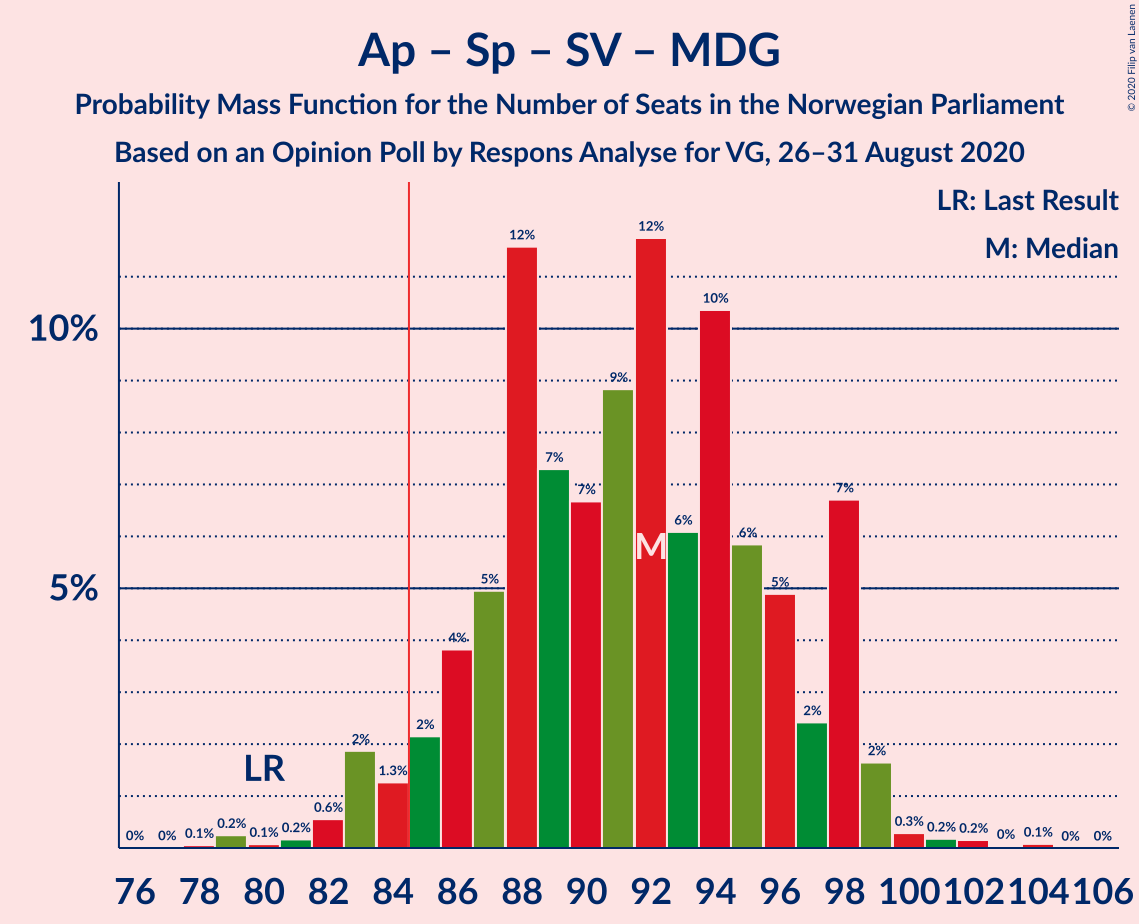 Ap – Sp – SV – MDG
Probability Mass Function for the Number of Seats in the Norwegian Parliament
Based on an Opinion Poll by Respons Analyse for VG, 26–31 August 2020
© 2020 Filip van Laenen
LR: Last Result
M: Median
10%
5%
0% 0% 0.1% 0.2% 0.1% 0.2% 0.6% 2% 1.3% 2% 4% 5% 12% 7% 7% 9% 12% 6% 10% 6% 5% 2% 7% 2% 0.3% 0.2% 0.2% 0% 0.1% 0% 0%
LR
M
76 78 80 82 84 86 88 90 92 94 96 98 100 102 104 106